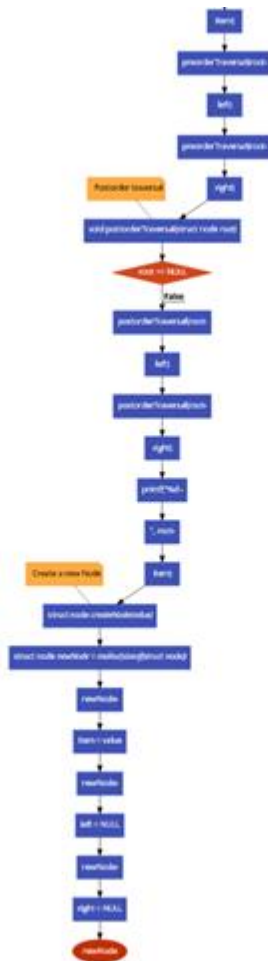 item);
preorderTraversal(root-
left);
preorderTraversal(root-
right);
Postorder traversal
void postorderTraversal(struct node root)
root == NULL
False
postorderTraversal(root-
left);
postorderTraversal(root-
right);
printf("%d-
", root-
item);
Create a new Node
struct node createNode(value)
struct node newNode = malloc(sizeof(struct node))
newNode
item = value
newNode
left = NULL
newNode
right = NULL
newNode